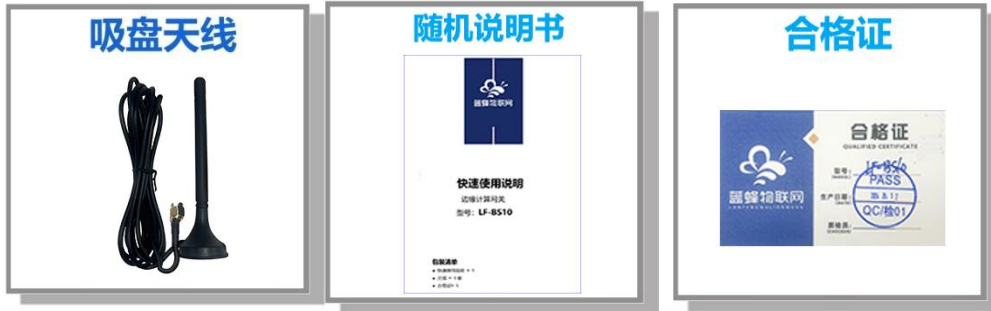 吸盘天线
随机说明书
蓝蜂物联网
快速使用说明
边缘计算网关
型号：LF-BS10
包装清单
合格证
合格证
QUALIFIED CERTIFICATE
蓝蜂物联网
型号：
LF-BS10
PASS
生产日期：
QC/检01
质检员：